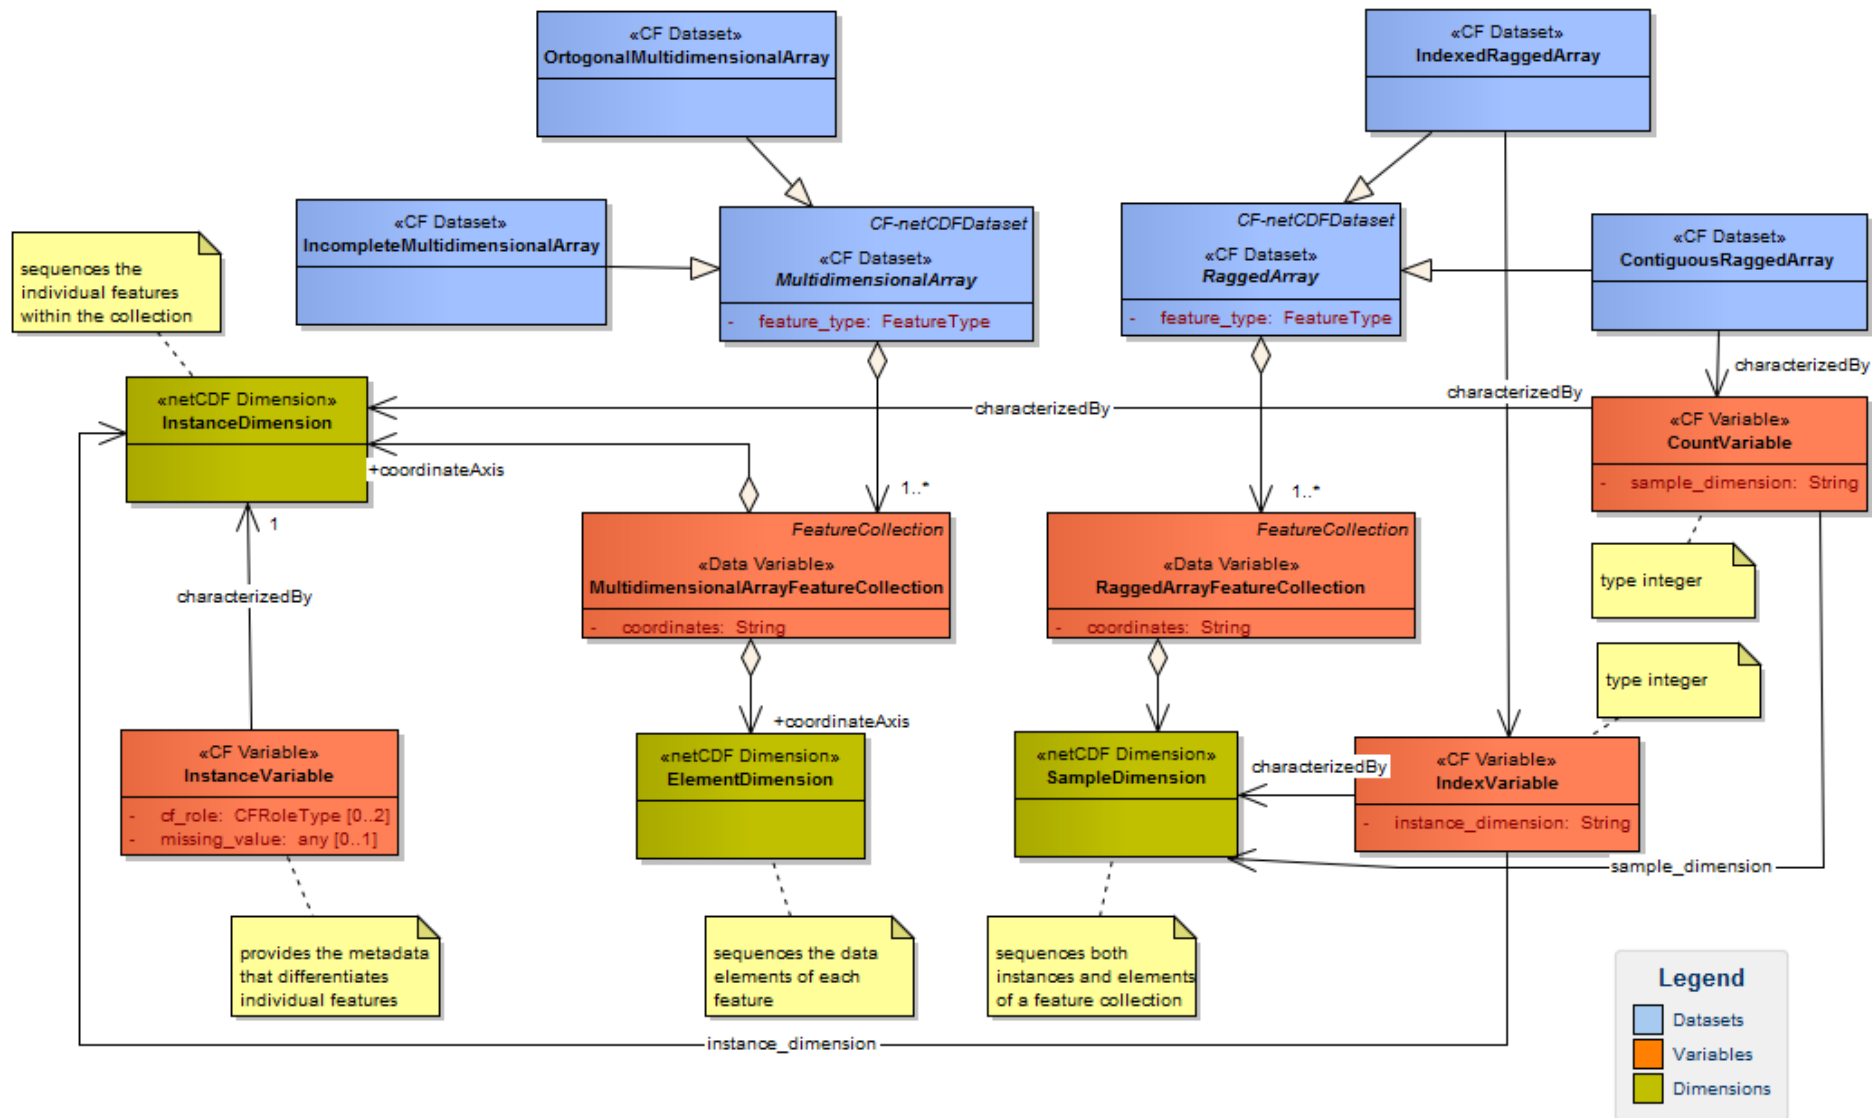 «CF Dataset»
OrtogonalMultidimensionalArray
«CF Dataset»
IndexedRaggedArray
«CF Dataset»
IncompleteMultidimensionalArray
CF-netCDFDataset
«CF Dataset»
MultidimensionalArray
- feature_type: FeatureType
CF-netCDFDataset
«CF Dataset»
RaggedArray
- feature_type: FeatureType
«CF Dataset»
ContiguousRaggedArray
sequences the
individual features
within the collection
characterizedBy
characterizedBy
characterizedBy
«netCDF Dimension»
InstanceDimension
+coordinateAxis
«CF Variable»
CountVariable
- sample_dimension: String
1
1..*
1..*
FeatureCollection
«Data Variable»
MultidimensionalArrayFeatureCollection
- coordinates: String
FeatureCollection
«Data Variable»
RaggedArrayFeatureCollection
- coordinates: String
type integer
characterizedBy
type integer
+coordinateAxis
«CF Variable»
InstanceVariable
- cf_role: CFRoleType [0..2]
- missing_value: any [0..1]
«netCDF Dimension»
ElementDimension
«netCDF Dimension»
SampleDimension
characterizedBy
«CF Variable»
IndexVariable
- instance_dimension: String
sample_dimension
provides the metadata
that differentiates
individual features
sequences the data
elements of each
feature
sequences both
instances and elements
of a feature collection
instance_dimension
Legend
Datasets
Variables
Dimensions